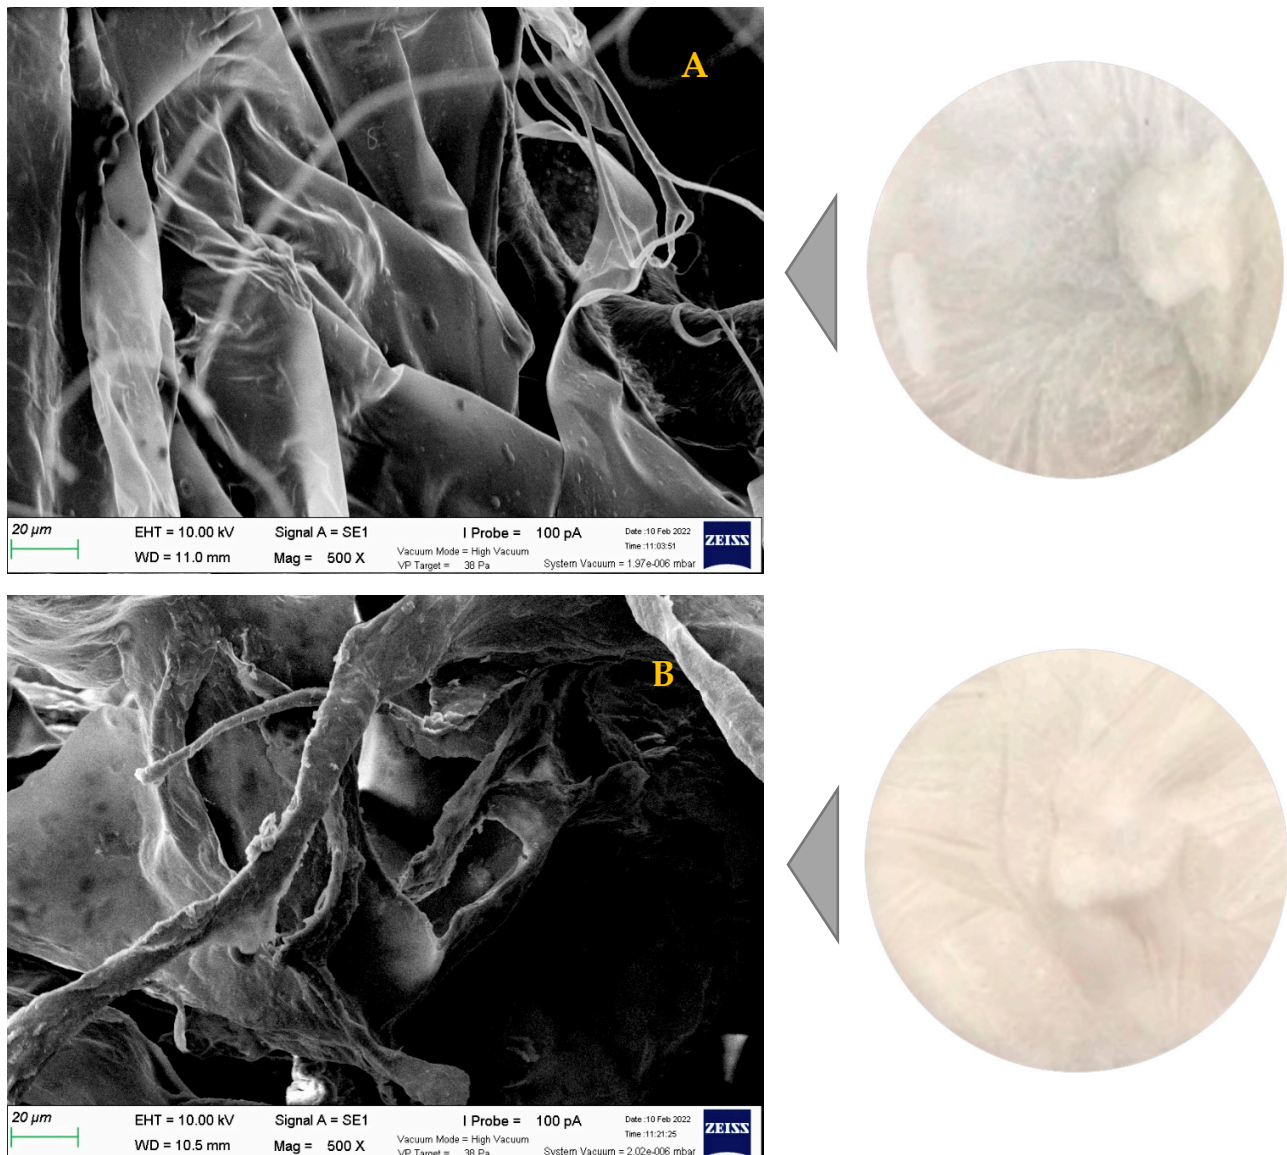 A
20 µm
EHT = 10.00 kV Signal A = SE1 I Probe = 100 pA Date :10 Feb 2022
Time :11:03:51
WD = 11.0 mm Mag = 500 X Vacuum Mode = High Vacuum
VP Target = 38 Pa System Vacuum = 1.97e-006 mbar
ZEISS
B
20 µm
EHT = 10.00 kV Signal A = SE1 I Probe = 100 pA Date :10 Feb 2022
Time :11:21:25
WD = 10.5 mm Mag = 500 X Vacuum Mode = High Vacuum
VP Target = 38 Pa System Vacuum = 2.02e-006 mbar
ZEISS